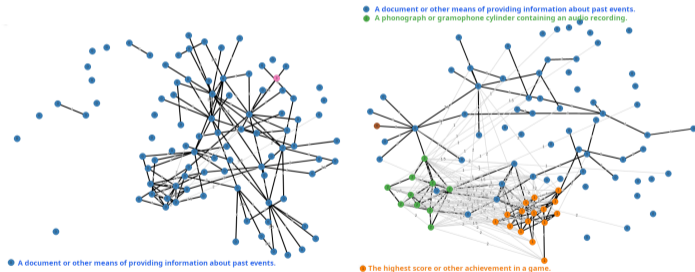 A document or other means of providing information about past events.
A phonograph or gramophone cylinder containing an audio recording.
A document or other means of providing information about past events.
The highest score or other achievement in a game.